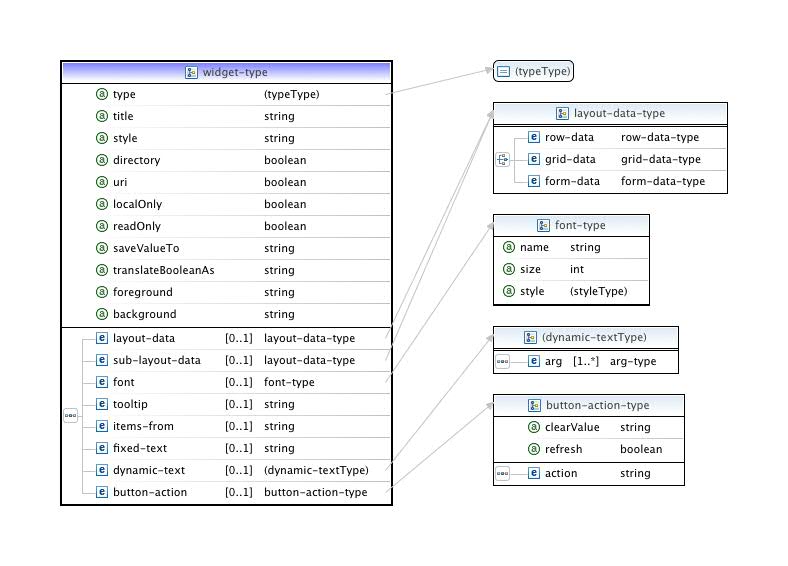 widget-type
type (typeType)
title string
style string
directory boolean
uri boolean
localOnly boolean
readOnly boolean
saveValueTo string
translateBooleanAs string
foreground string
background string
layout-data [0..1] layout-data-type
sub-layout-data [0..1] layout-data-type
font [0..1] font-type
tooltip [0..1] string
items-from [0..1] string
fixed-text [0..1] string
dynamic-text [0..1] (dynamic-textType)
button-action [0..1] button-action-type
(typeType)
layout-data-type
row-data row-data-type
grid-data grid-data-type
form-data form-data-type
font-type
name string
size int
style (styleType)
(dynamic-textType)
arg [1..*] arg-type
button-action-type
clearValue string
refresh boolean
action string